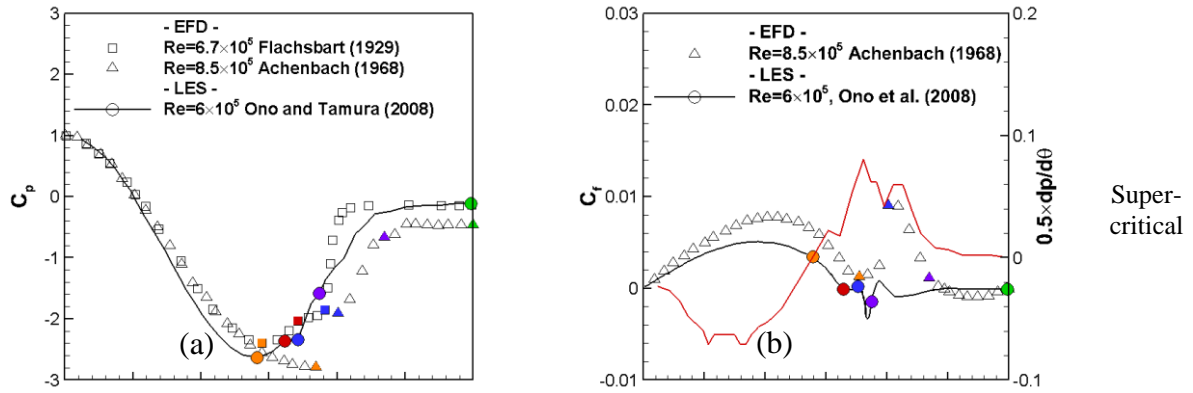 3
2
1
0
-1
-2
-3
C_p
- EFD -
Re=6.7×10^5 Flachsbart (1929)
Re=8.5×10^5 Achenbach (1968)
- LES -
Re=6×10^5 Ono and Tamura (2008)
(a)
0.03
0.02
0.01
0
-0.01
C_f
- EFD -
Re=8.5×10^5 Achenbach (1968)
- LES -
Re=6×10^5, Ono et al. (2008)
(b)
0.2
0.1
0
-0.1
0.5×dp/dθ
Super-
critical